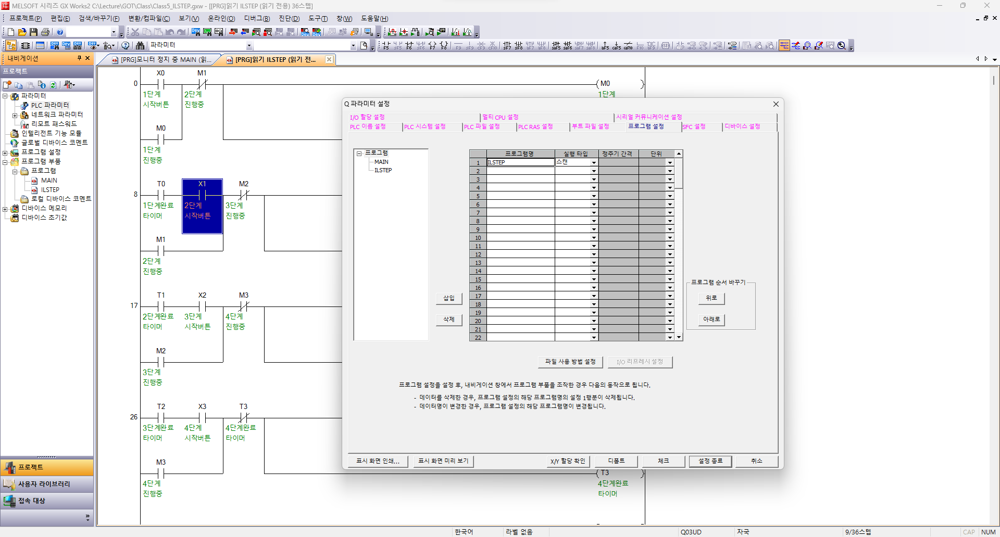 MELSOFT 시리즈 GX Works2 C:\Lecture\GOT\Class\Class5_ILSTEP.gxw - [[PRG]읽기 ILSTEP (읽기 전용) 36스텝]
프로젝트(P) 편집(E) 검색/바꾸기(F) 변환/컴파일(C) 보기(V) 온라인(O) 디버그(B) 진단(D) 도구(T) 창(W) 도움말(H)
파라미터
내비게이션
[PRG]모니터 정지 중 MAIN (읽...
[PRG]읽기 ILSTEP (읽기 전...
프로젝트
파라미터
PLC 파라미터
네트워크 파라미터
리모트 패스워드
인텔리전트 기능 모듈
글로벌 디바이스 코멘트
프로그램 설정
프로그램 부품
프로그램
MAIN
ILSTEP
로컬 디바이스 코멘트
디바이스 메모리
디바이스 초기값
프로젝트
사용자 라이브러리
접속 대상
X0 M1
0 M0
1단계 2단계 1단계
시작버튼 진행중
M0
1단계
진행중
T0 X1 M2
8
1단계완료 2단계 3단계
타이머 시작버튼 진행중
M1
2단계
진행중
T1 X2 M3
17
2단계완료 3단계 4단계
타이머 시작버튼 진행중
M2
3단계
진행중
T2 X3 T3
26
3단계완료 4단계 4단계완료
타이머 시작버튼 타이머
M3
T3
4단계 4단계완료
진행중 타이머
Q 파라미터 설정
I/O 할당 설정 멀티 CPU 설정 시리얼 커뮤니케이션 설정
PLC 이름 설정 PLC 시스템 설정 PLC 파일 설정 PLC RAS 설정 부트 파일 설정 프로그램 설정 SFC 설정 디바이스 설정
프로그램
MAIN
ILSTEP
삽입
삭제
프로그램명 실행 타입 정주기 간격 단위
1 ILSTEP 스캔
2
3
4
5
6
7
8
9
10
11
12
13
14
15
16
17
18
19
20
21
22
프로그램 순서 바꾸기
위로
아래로
파일 사용 방법 설정 I/O 리프레시 설정
프로그램 설정을 설정 후, 내비게이션 창에서 프로그램 부품을 조작한 경우 다음의 동작으로 됩니다.
- 데이터를 삭제한 경우, 프로그램 설정의 해당 프로그램명의 설정 1행분이 삭제됩니다.
- 데이터명이 변경한 경우, 프로그램 설정의 해당 프로그램명이 변경됩니다.
표시 화면 인쇄... 표시 화면 미리 보기 X/Y 할당 확인 디폴트 체크 설정 종료 취소
한국어 라벨 없음 Q03UD 자국 9/36스텝 CAP NUM